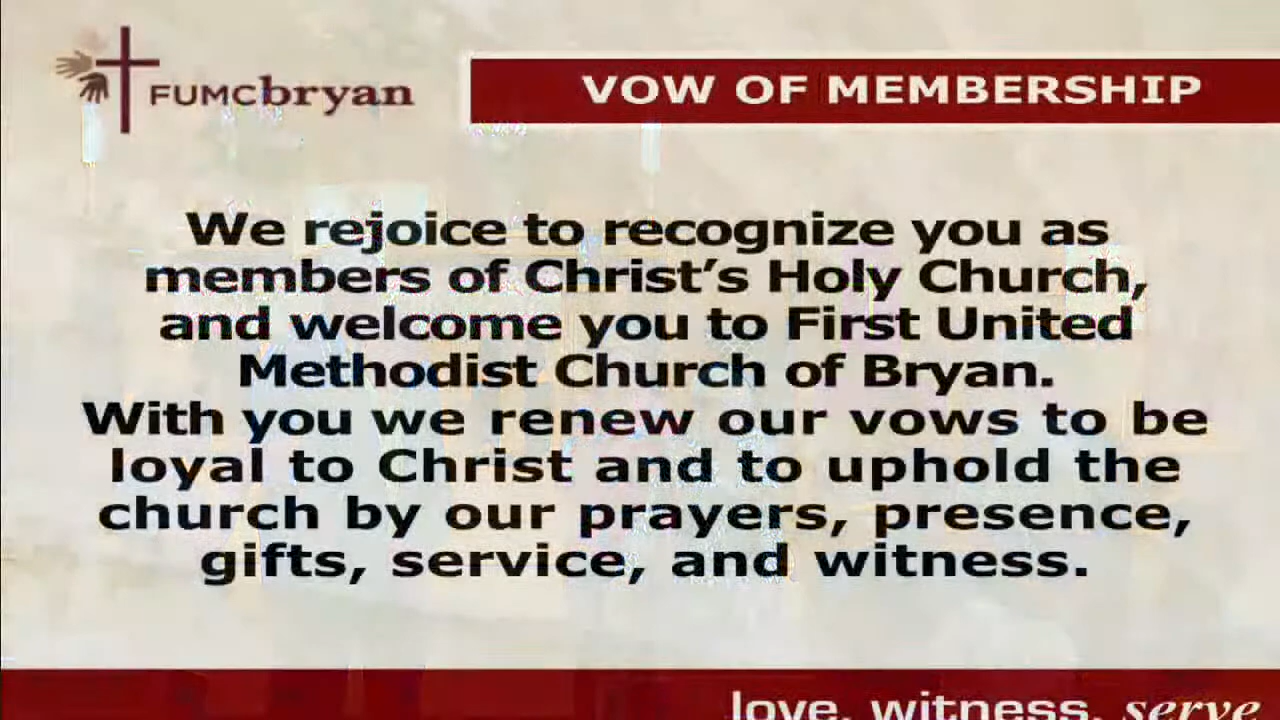 FUMCbryan
VOW OF MEMBERSHIP
We rejoice to recognize you as
members of Christ’s Holy Church,
and welcome you to First United
Methodist Church of Bryan.
With you we renew our vows to be
loyal to Christ and to uphold the
church by our prayers, presence,
gifts, service, and witness.
love. witness. serve